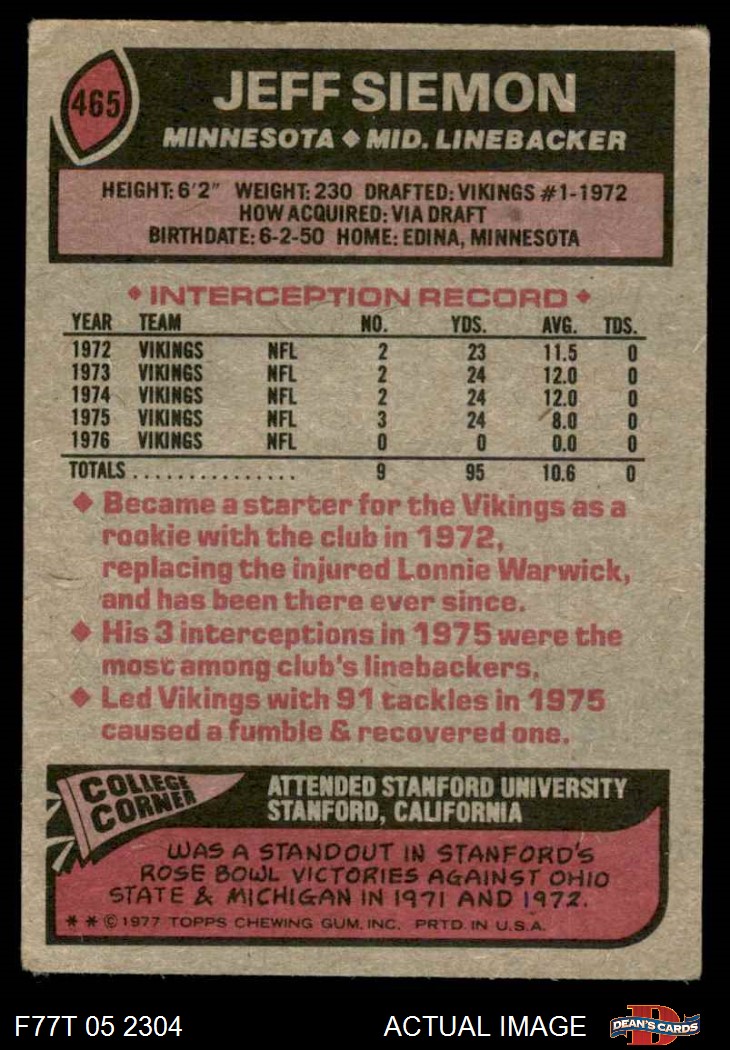 465
JEFF SIEMON
MINNESOTA ◆ MID. LINEBACKER
HEIGHT: 6'2" WEIGHT: 230 DRAFTED: VIKINGS #1-1972
HOW ACQUIRED: VIA DRAFT
BIRTHDATE: 6-2-50 HOME: EDINA, MINNESOTA
◆ INTERCEPTION RECORD ◆
YEAR TEAM NO. YDS. AVG. TDS.
1972 VIKINGS NFL 2 23 11.5 0
1973 VIKINGS NFL 2 24 12.0 0
1974 VIKINGS NFL 2 24 12.0 0
1975 VIKINGS NFL 3 24 8.0 0
1976 VIKINGS NFL 0 0 0.0 0
TOTALS ............... 9 95 10.6 0
◆ Became a starter for the Vikings as a
rookie with the club in 1972,
replacing the injured Lonnie Warwick,
and has been there ever since.
◆ His 3 interceptions in 1975 were the
most among club's linebackers.
◆ Led Vikings with 91 tackles in 1975
caused a fumble & recovered one.
COLLEGE
CORNER
ATTENDED STANFORD UNIVERSITY
STANFORD, CALIFORNIA
WAS A STANDOUT IN STANFORD'S
ROSE BOWL VICTORIES AGAINST OHIO
STATE & MICHIGAN IN 1971 AND 1972.
* * © 1977 TOPPS CHEWING GUM, INC. PRTD. IN U.S.A.
F77T 05 2304 ACTUAL IMAGE
D
DEAN'S CARDS